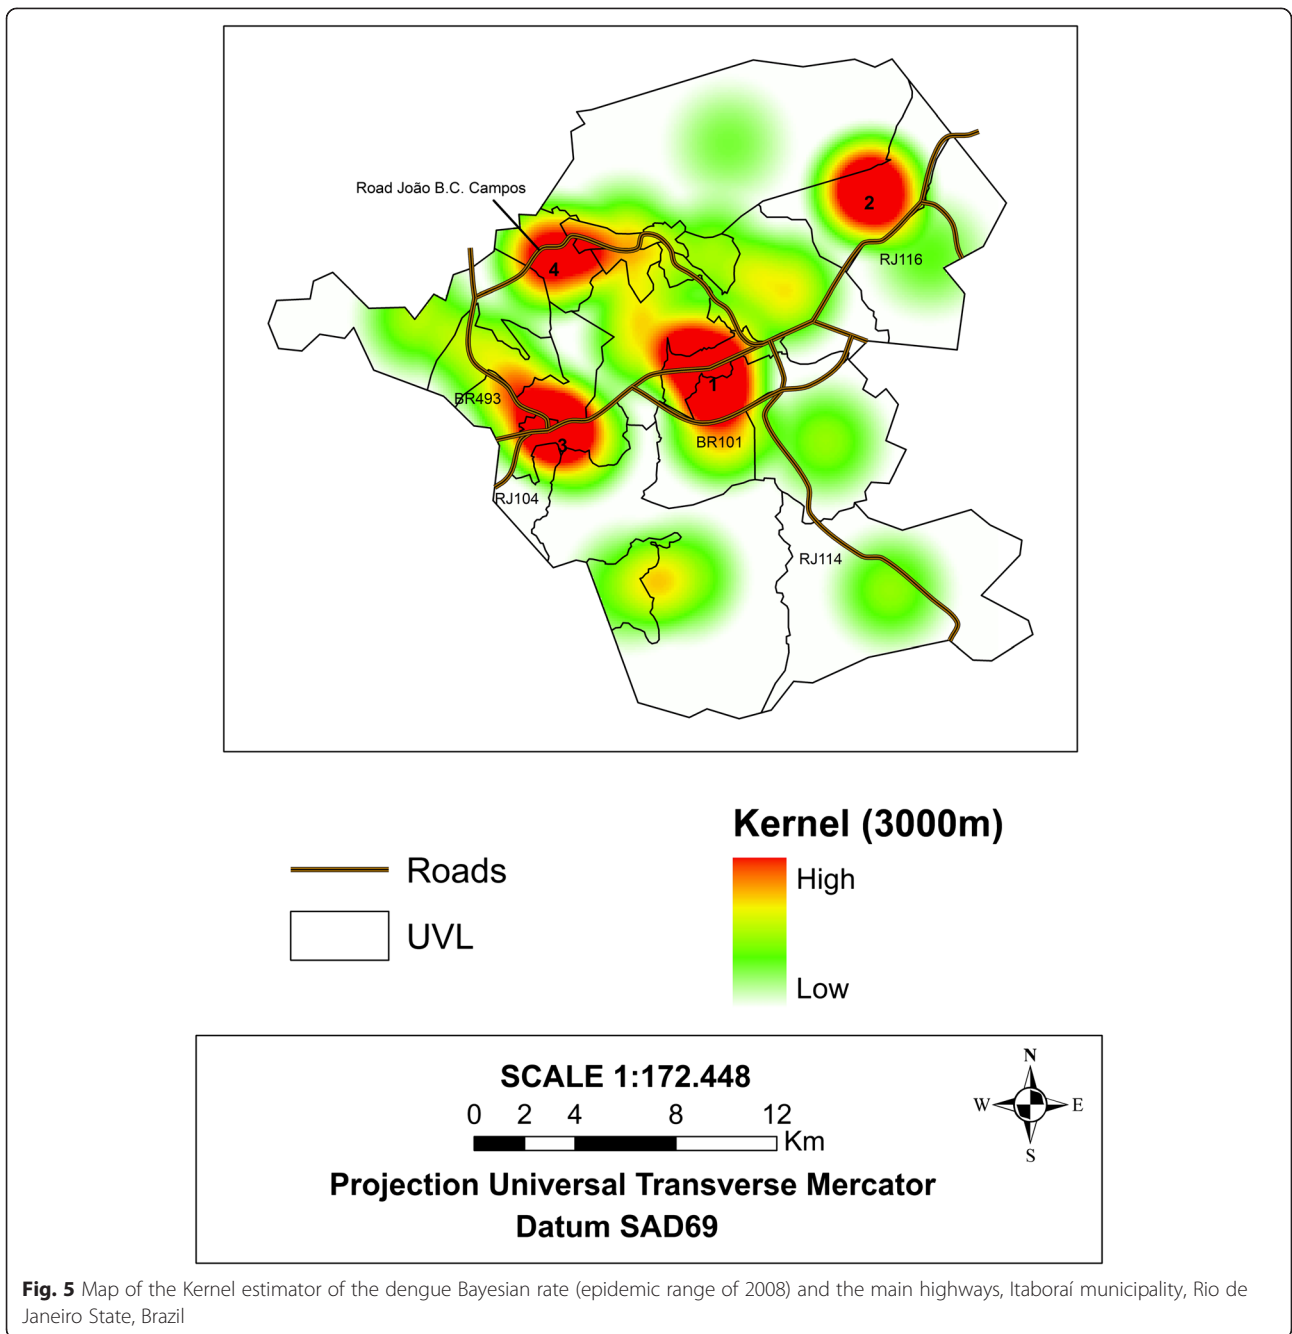 Road João B.C. Campos
2
RJ116
4
1
BR493
BR101
3
RJ104
RJ114
Kernel (3000m)
Roads
High
UVL
Low
SCALE 1:172.448
0 2 4 8 12
Km
Projection Universal Transverse Mercator
Datum SAD69
N
W E
S
Fig. 5 Map of the Kernel estimator of the dengue Bayesian rate (epidemic range of 2008) and the main highways, Itaboraí municipality, Rio de
Janeiro State, Brazil